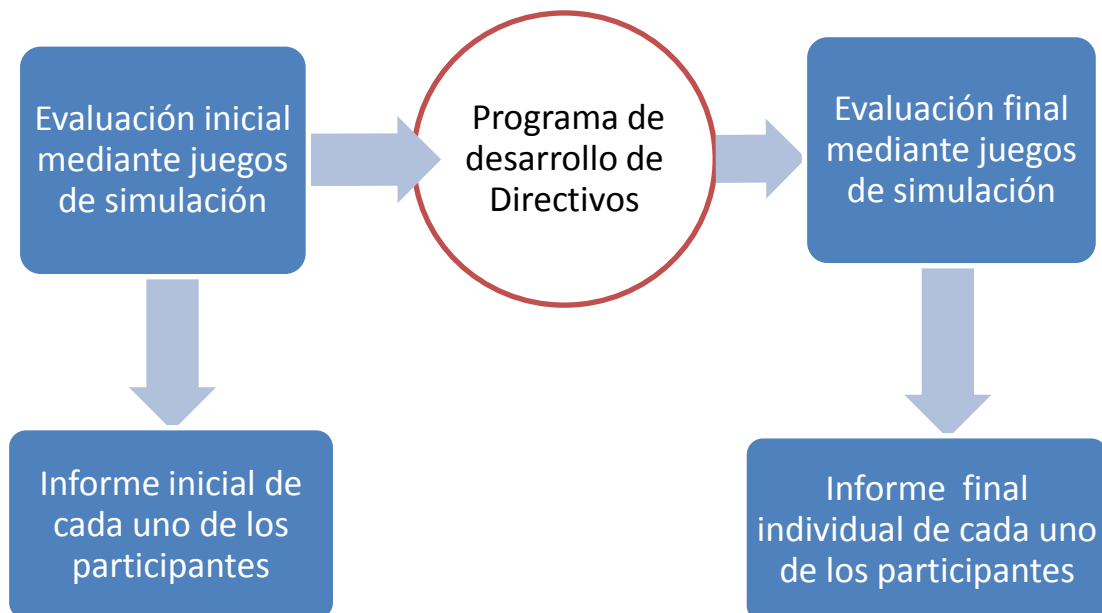 Evaluación inicial
mediante juegos
de simulación
Programa de
desarrollo de
Directivos
Evaluación final
mediante juegos
de simulación
Informe inicial de
cada uno de los
participantes
Informe  final
individual de cada uno
de los participantes